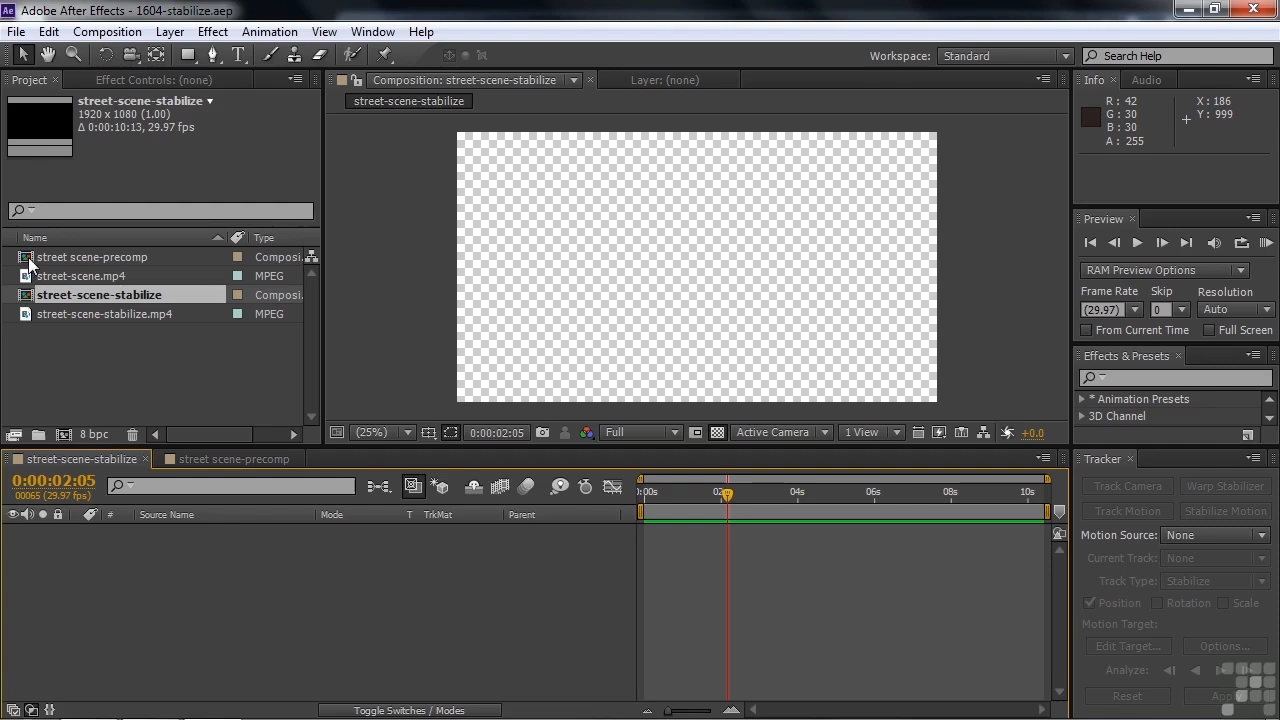 Ae Adobe After Effects - 1604-stabilize.aep
File Edit Composition Layer Effect Animation View Window Help
Workspace: Standard Search Help
Project × Effect Controls: (none)
Composition: street-scene-stabilize × Layer: (none)
Info × Audio
street-scene-stabilize
1920 x 1080 (1.00)
Δ 0:00:10:13, 29.97 fps
street-scene-stabilize
R : 42
G : 30
B : 30
A : 255
X : 186
Y : 999
Name Type
street scene-precomp Composi
street-scene.mp4 MPEG
street-scene-stabilize Composi
street-scene-stabilize.mp4 MPEG
8 bpc
Preview ×
RAM Preview Options
Frame Rate Skip Resolution
(29.97) 0 Auto
From Current Time Full Screen
Effects & Presets ×
* Animation Presets
3D Channel
(25%) 0:00:02:05 Full Active Camera 1 View +0.0
street-scene-stabilize × street scene-precomp
0:00:02:05
00065 (29.97 fps)
# Source Name Mode T TrkMat Parent
:00s 02 04s 06s 08s 10s
Toggle Switches / Modes
Tracker ×
Track Camera Warp Stabilizer
Track Motion Stabilize Motion
Motion Source: None
Current Track: None
Track Type: Stabilize
Position Rotation Scale
Motion Target:
Edit Target... Options...
Analyze:
Reset